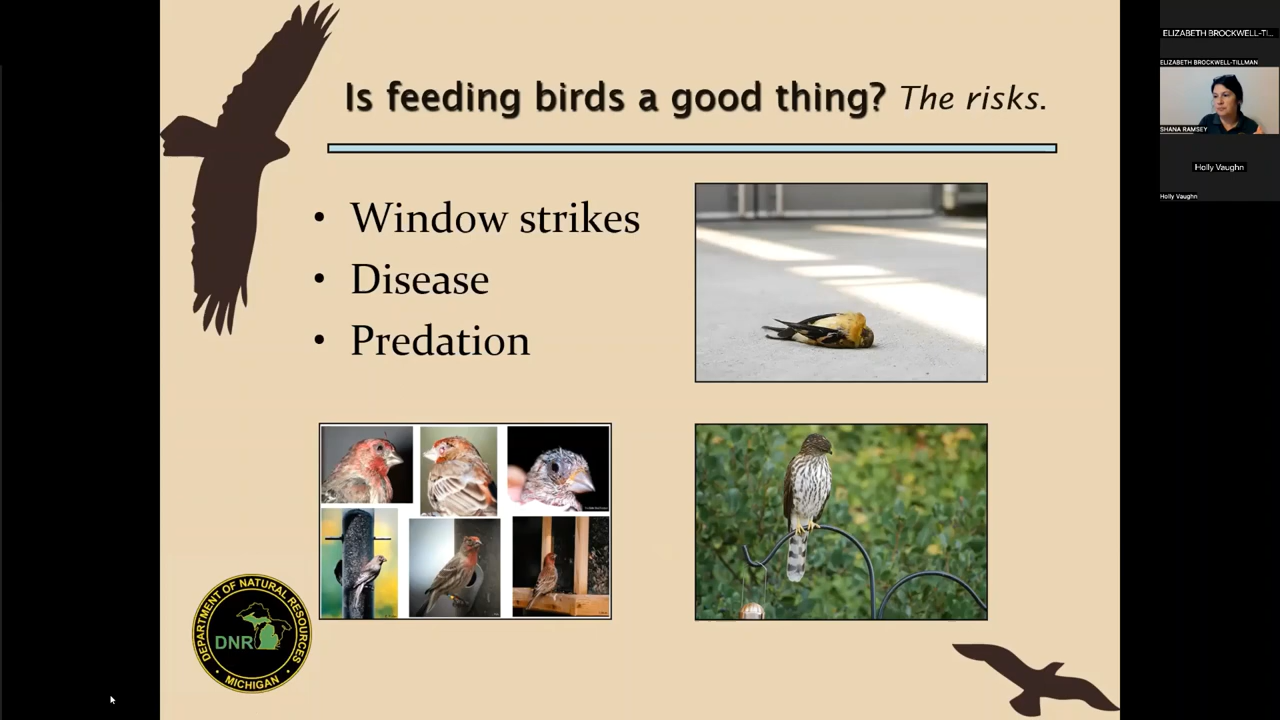 Is feeding birds a good thing? The risks.
• Window strikes
• Disease
• Predation
DEPARTMENT OF NATURAL RESOURCES
DNR
MICHIGAN
ELIZABETH BROCKWELL-TI...
ELIZABETH BROCKWELL-TILLMAN
SHANA RAMSEY
Holly Vaughn
Holly Vaughn